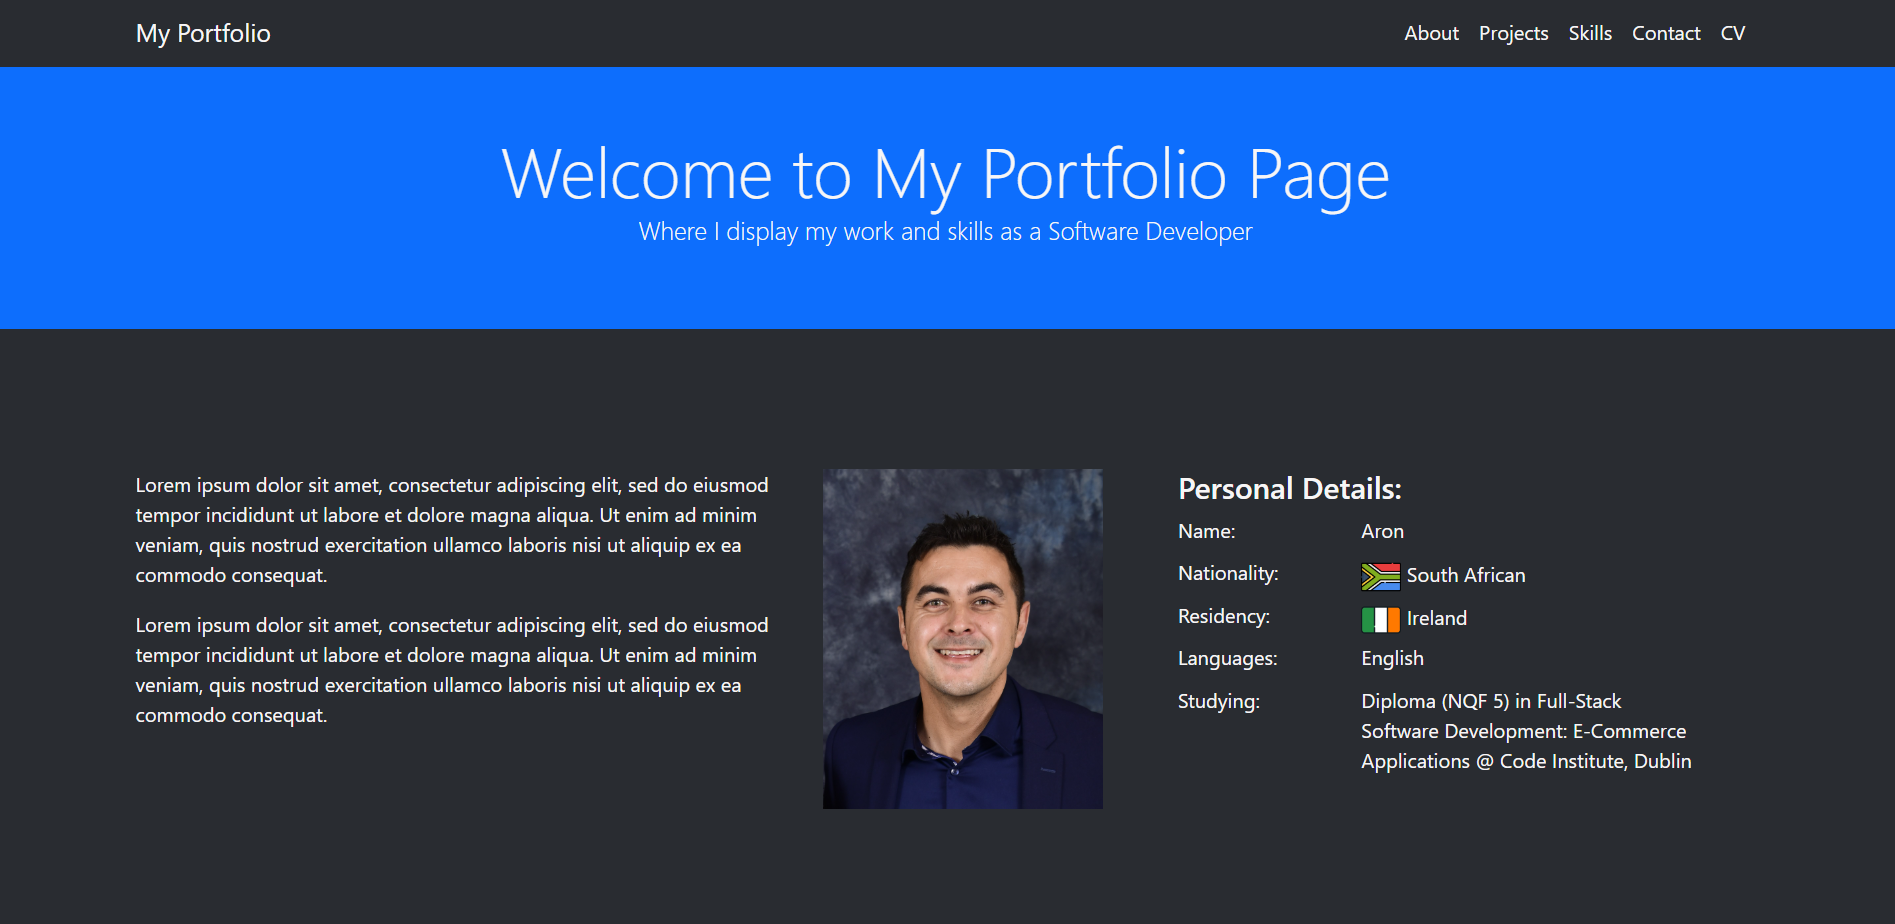 My Portfolio
About Projects Skills Contact CV
Welcome to My Portfolio Page
Where I display my work and skills as a Software Developer
Lorem ipsum dolor sit amet, consectetur adipiscing elit, sed do eiusmod
tempor incididunt ut labore et dolore magna aliqua. Ut enim ad minim
veniam, quis nostrud exercitation ullamco laboris nisi ut aliquip ex ea
commodo consequat.
Lorem ipsum dolor sit amet, consectetur adipiscing elit, sed do eiusmod
tempor incididunt ut labore et dolore magna aliqua. Ut enim ad minim
veniam, quis nostrud exercitation ullamco laboris nisi ut aliquip ex ea
commodo consequat.
Personal Details:
Name: Aron
Nationality: South African
Residency: Ireland
Languages: English
Studying: Diploma (NQF 5) in Full-Stack
Software Development: E-Commerce
Applications @ Code Institute, Dublin